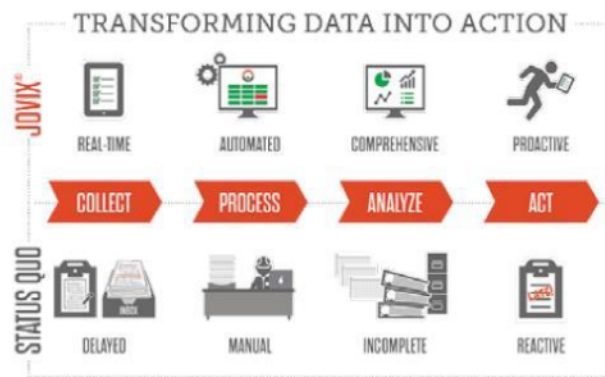 TRANSFORMING DATA INTO ACTION
JOVIX®
REAL-TIME
AUTOMATED
COMPREHENSIVE
PROACTIVE
COLLECT
PROCESS
ANALYZE
ACT
STATUS QUO
INBOX
DELAYED
MANUAL
INCOMPLETE
REACTIVE